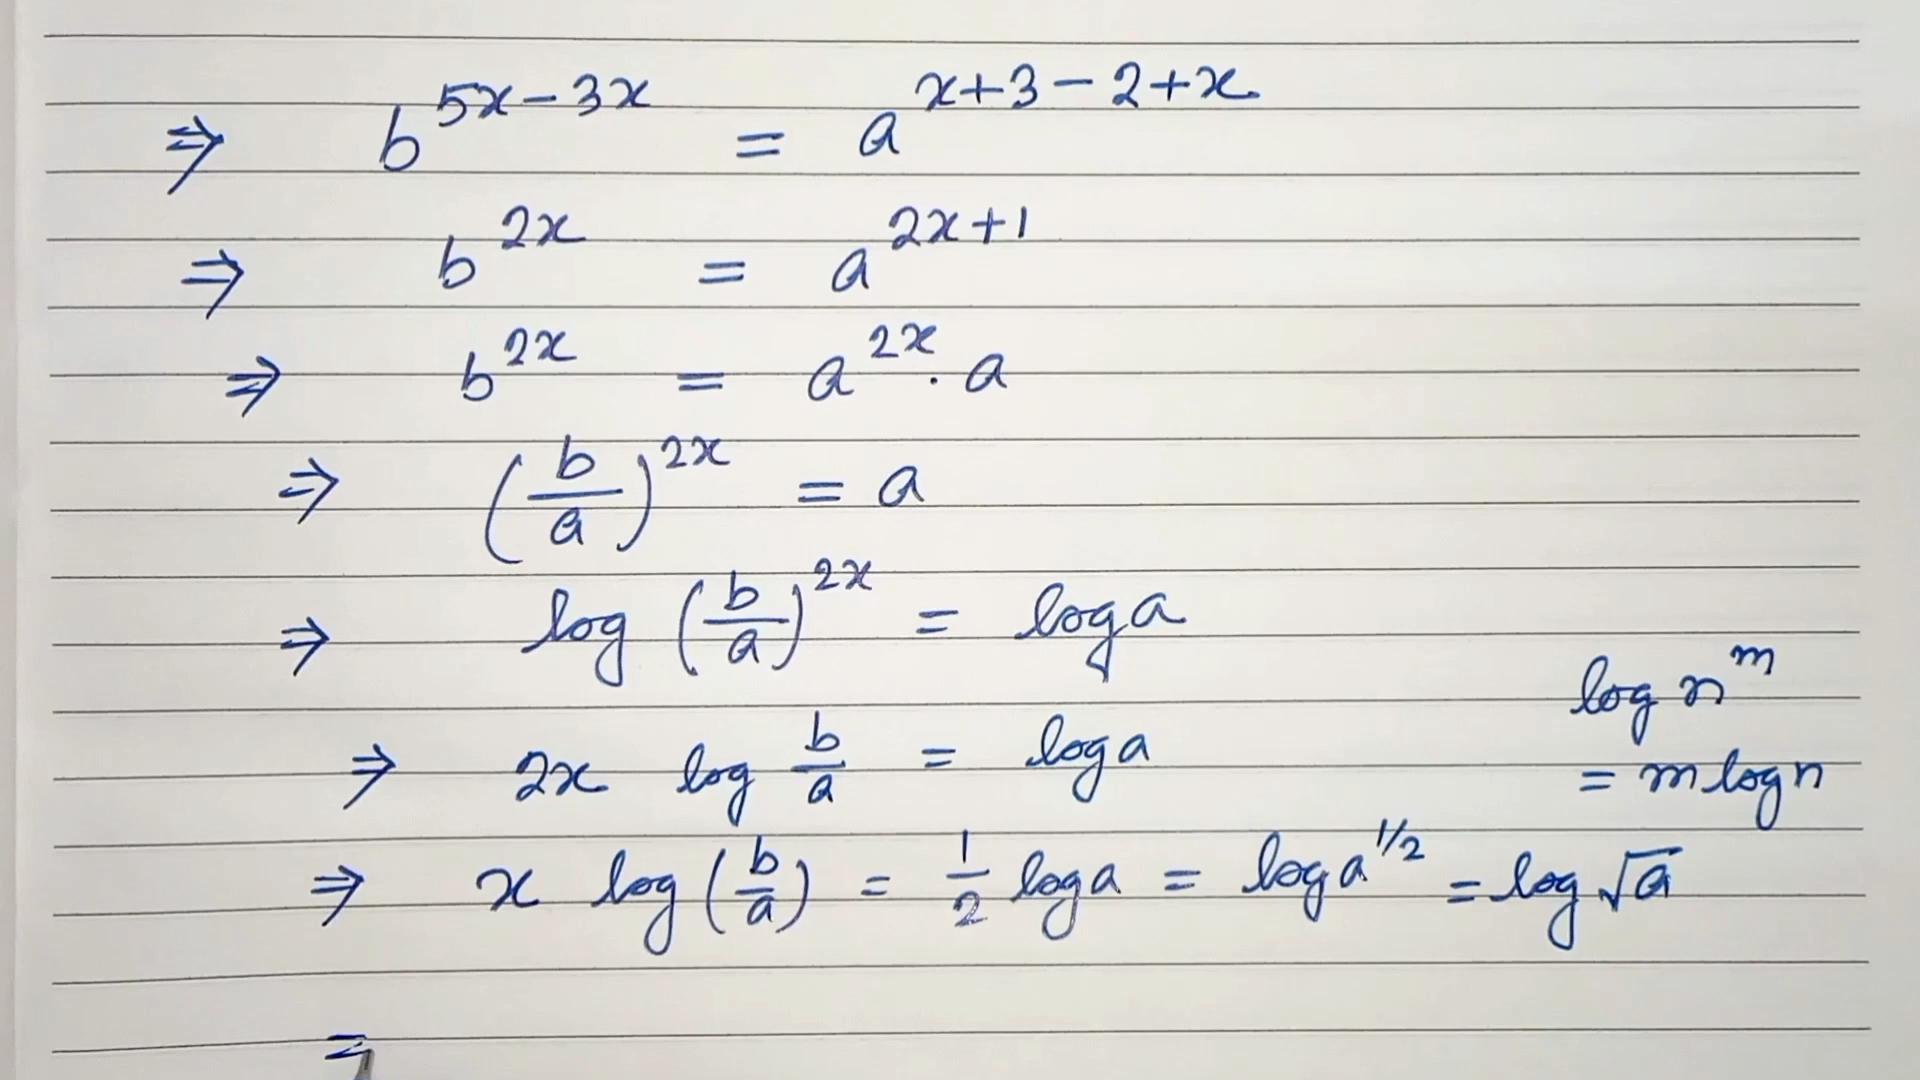 ⇒ b^{5x-3x} = a^{x+3-2+x}
⇒ b^{2x} = a^{2x+1}
⇒ b^{2x} = a^{2x} . a
⇒ (b/a)^{2x} = a
⇒ log (b/a)^{2x} = log a
⇒ 2x log b/a = log a
log n^m
= m log n
⇒ x log (b/a) = 1/2 log a = log a^{1/2} = log √a
=